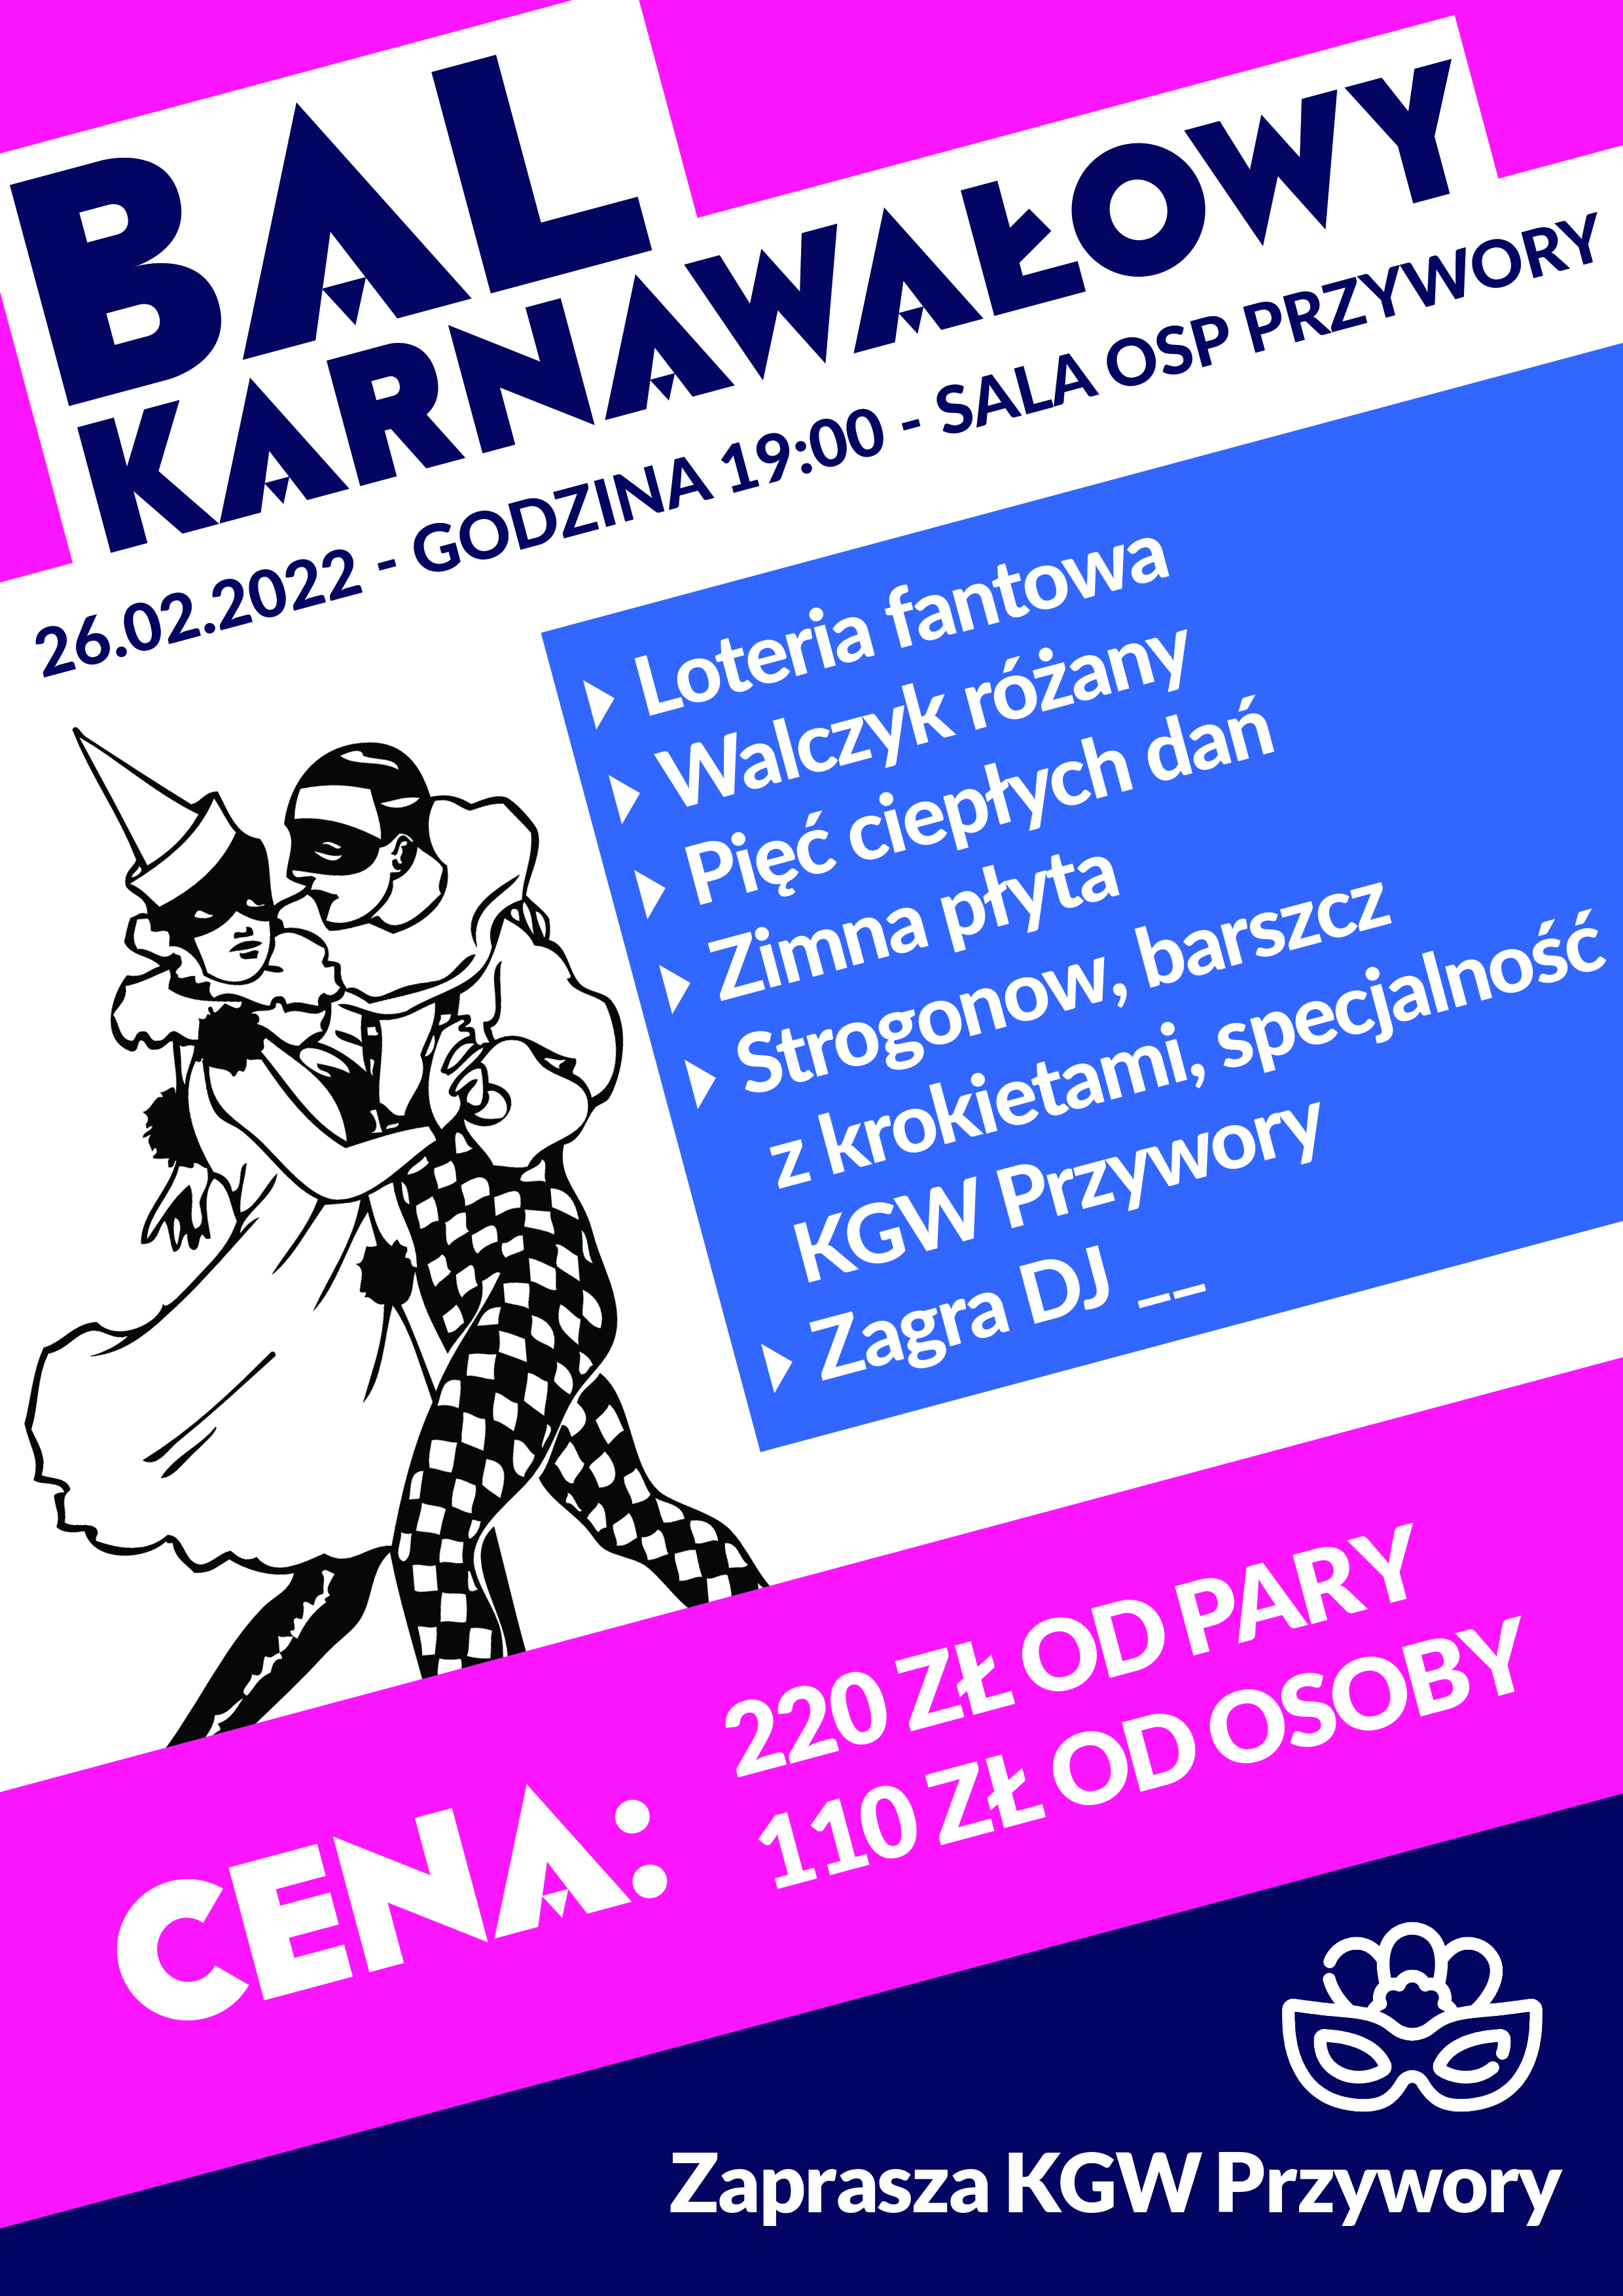 BAL
KARNAWAŁOWY
26.02.2022 - GODZINA 19:00 - SALA OSP PRZYWORY
Loteria fantowa
Walczyk różany
Pięć ciepłych dań
Zimna płyta
Strogonow, barszcz
z krokietami, specjalność
KGW Przywory
Zagra DJ __
CENA:
220 ZŁ OD PARY
110 ZŁ OD OSOBY
Zaprasza KGW Przywory